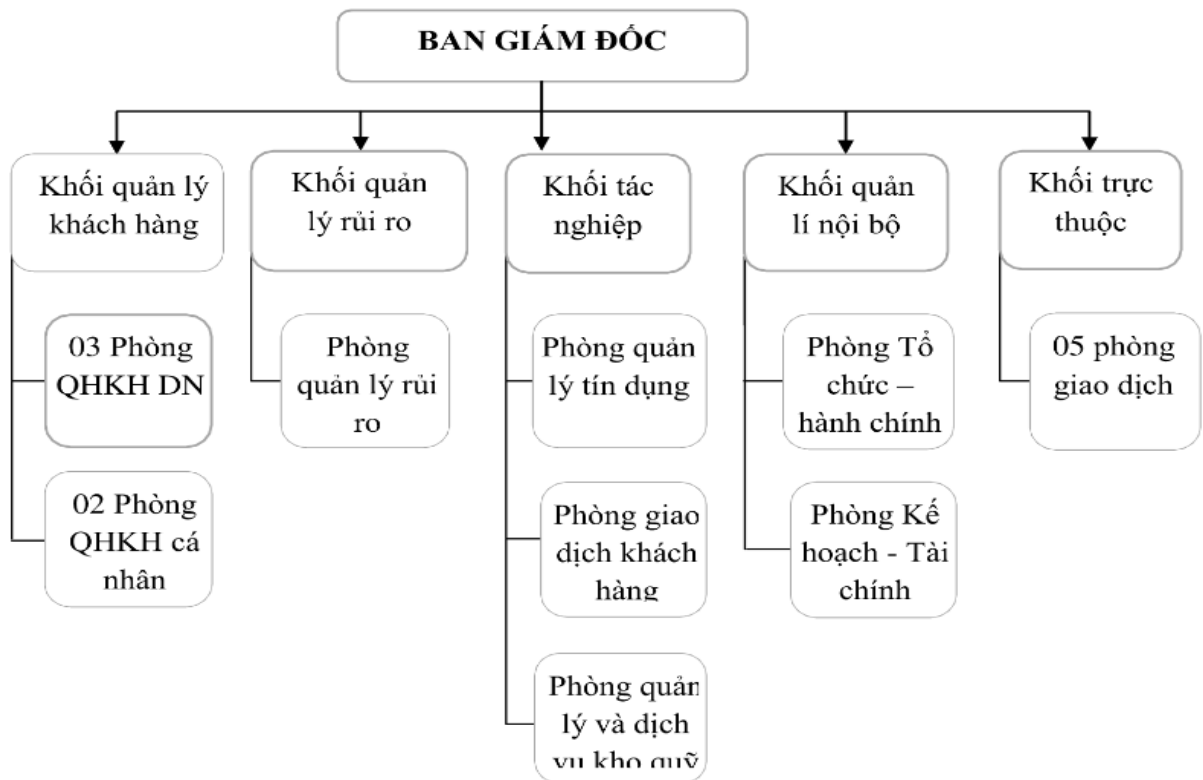 BAN GIÁM ĐỐC
Khối quản lý
khách hàng
Khối quản
lý rủi ro
Khối tác
nghiệp
Khối quản
lí nội bộ
Khối trực
thuộc
03 Phòng
QHKH DN
Phòng
quản lý rủi
ro
Phòng quản
lý tín dụng
Phòng Tổ
chức –
hành chính
05 phòng
giao dịch
02 Phòng
QHKH cá
nhân
Phòng giao
dịch khách
hàng
Phòng Kế
hoạch - Tài
chính
Phòng quản
lý và dịch
vụ kho quỹ